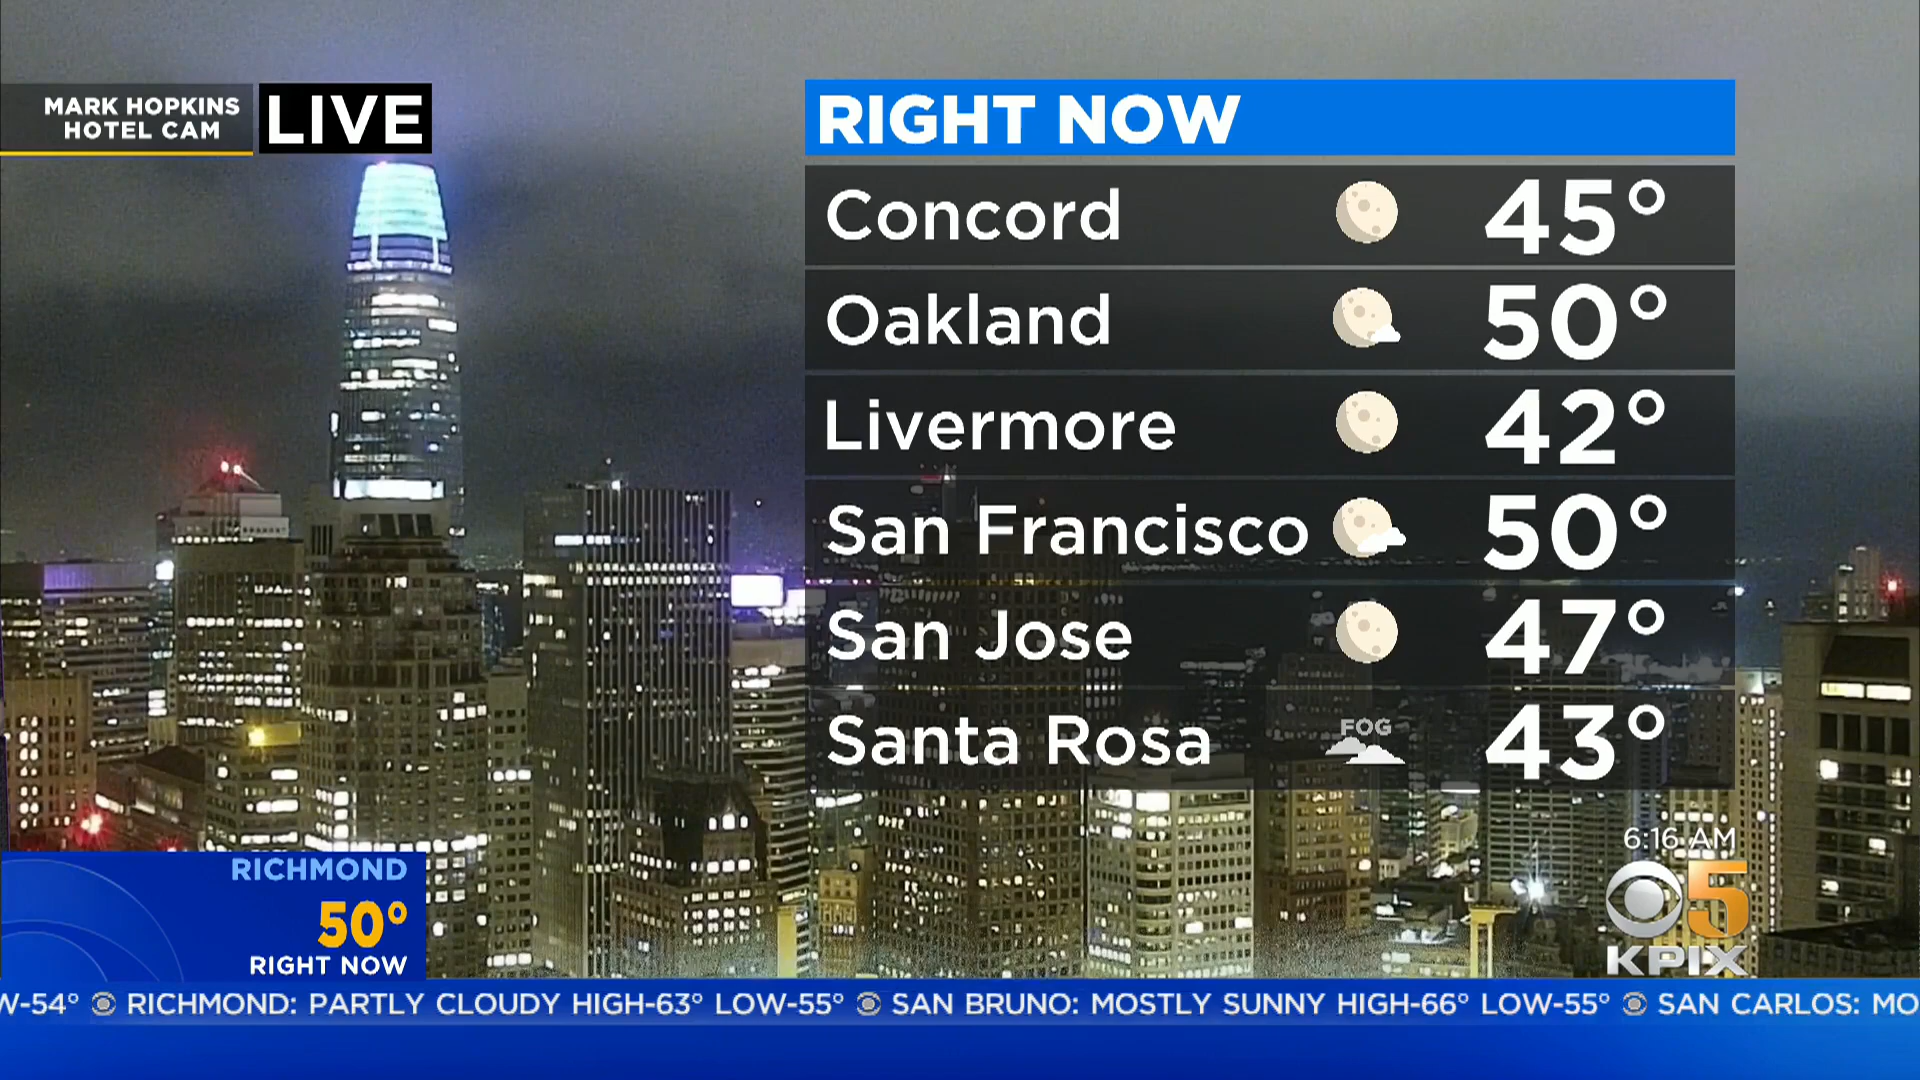 MARK HOPKINS
HOTEL CAM
LIVE
RIGHT NOW
Concord 45°
Oakland 50°
Livermore 42°
San Francisco 50°
San Jose 47°
Santa Rosa FOG 43°
6:16 AM
5
KPIX
RICHMOND
50°
RIGHT NOW
W-54° RICHMOND: PARTLY CLOUDY HIGH-63° LOW-55° SAN BRUNO: MOSTLY SUNNY HIGH-66° LOW-55° SAN CARLOS: MO